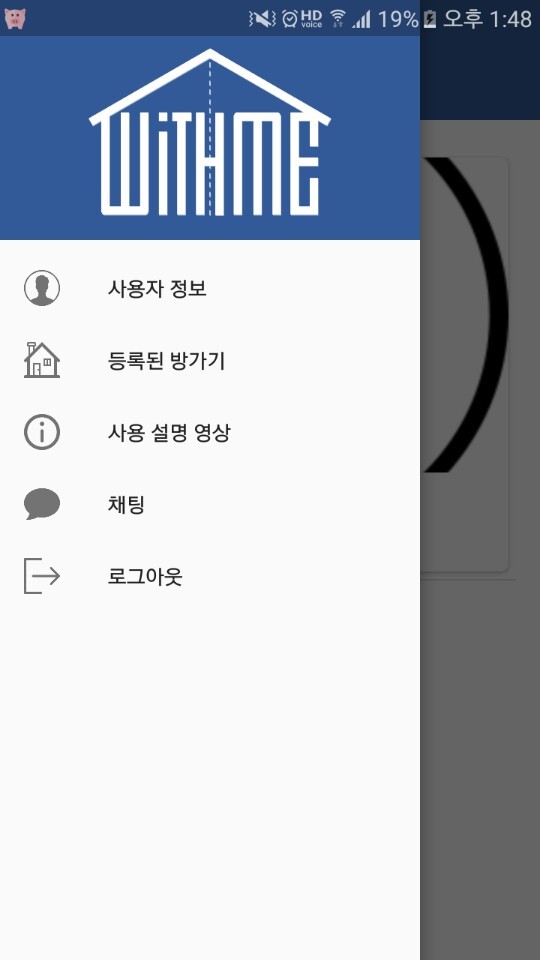 HD voice 19% 오후 1:48
WiTHME
사용자 정보
등록된 방가기
사용 설명 영상
채팅
로그아웃